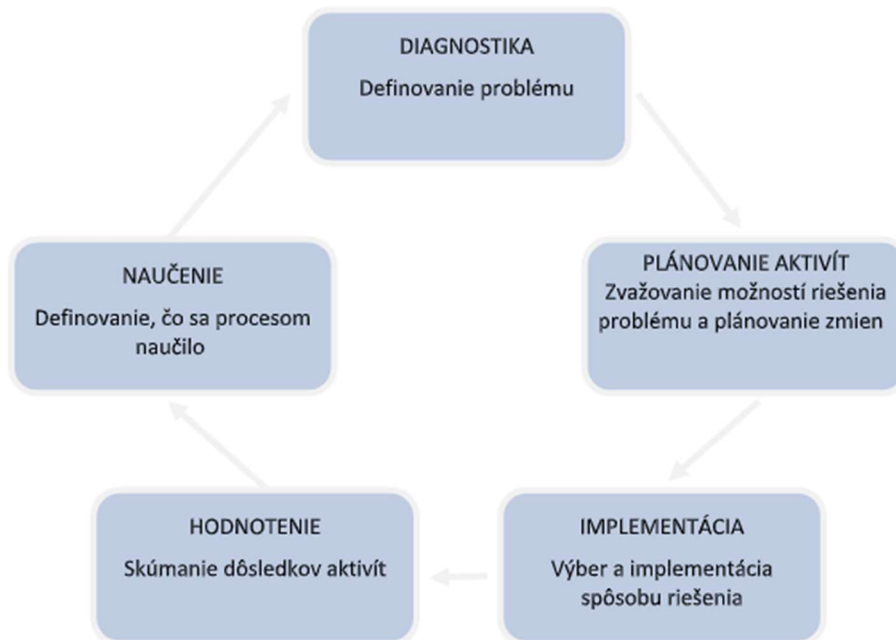 DIAGNOSTIKA
Definovanie problému
PLÁNOVANIE AKTIVÍT
Zvažovanie možností riešenia
problému a plánovanie zmien
IMPLEMENTÁCIA
Výber a implementácia
spôsobu riešenia
HODNOTENIE
Skúmanie dôsledkov aktivít
NAUČENIE
Definovanie, čo sa procesom
naučilo